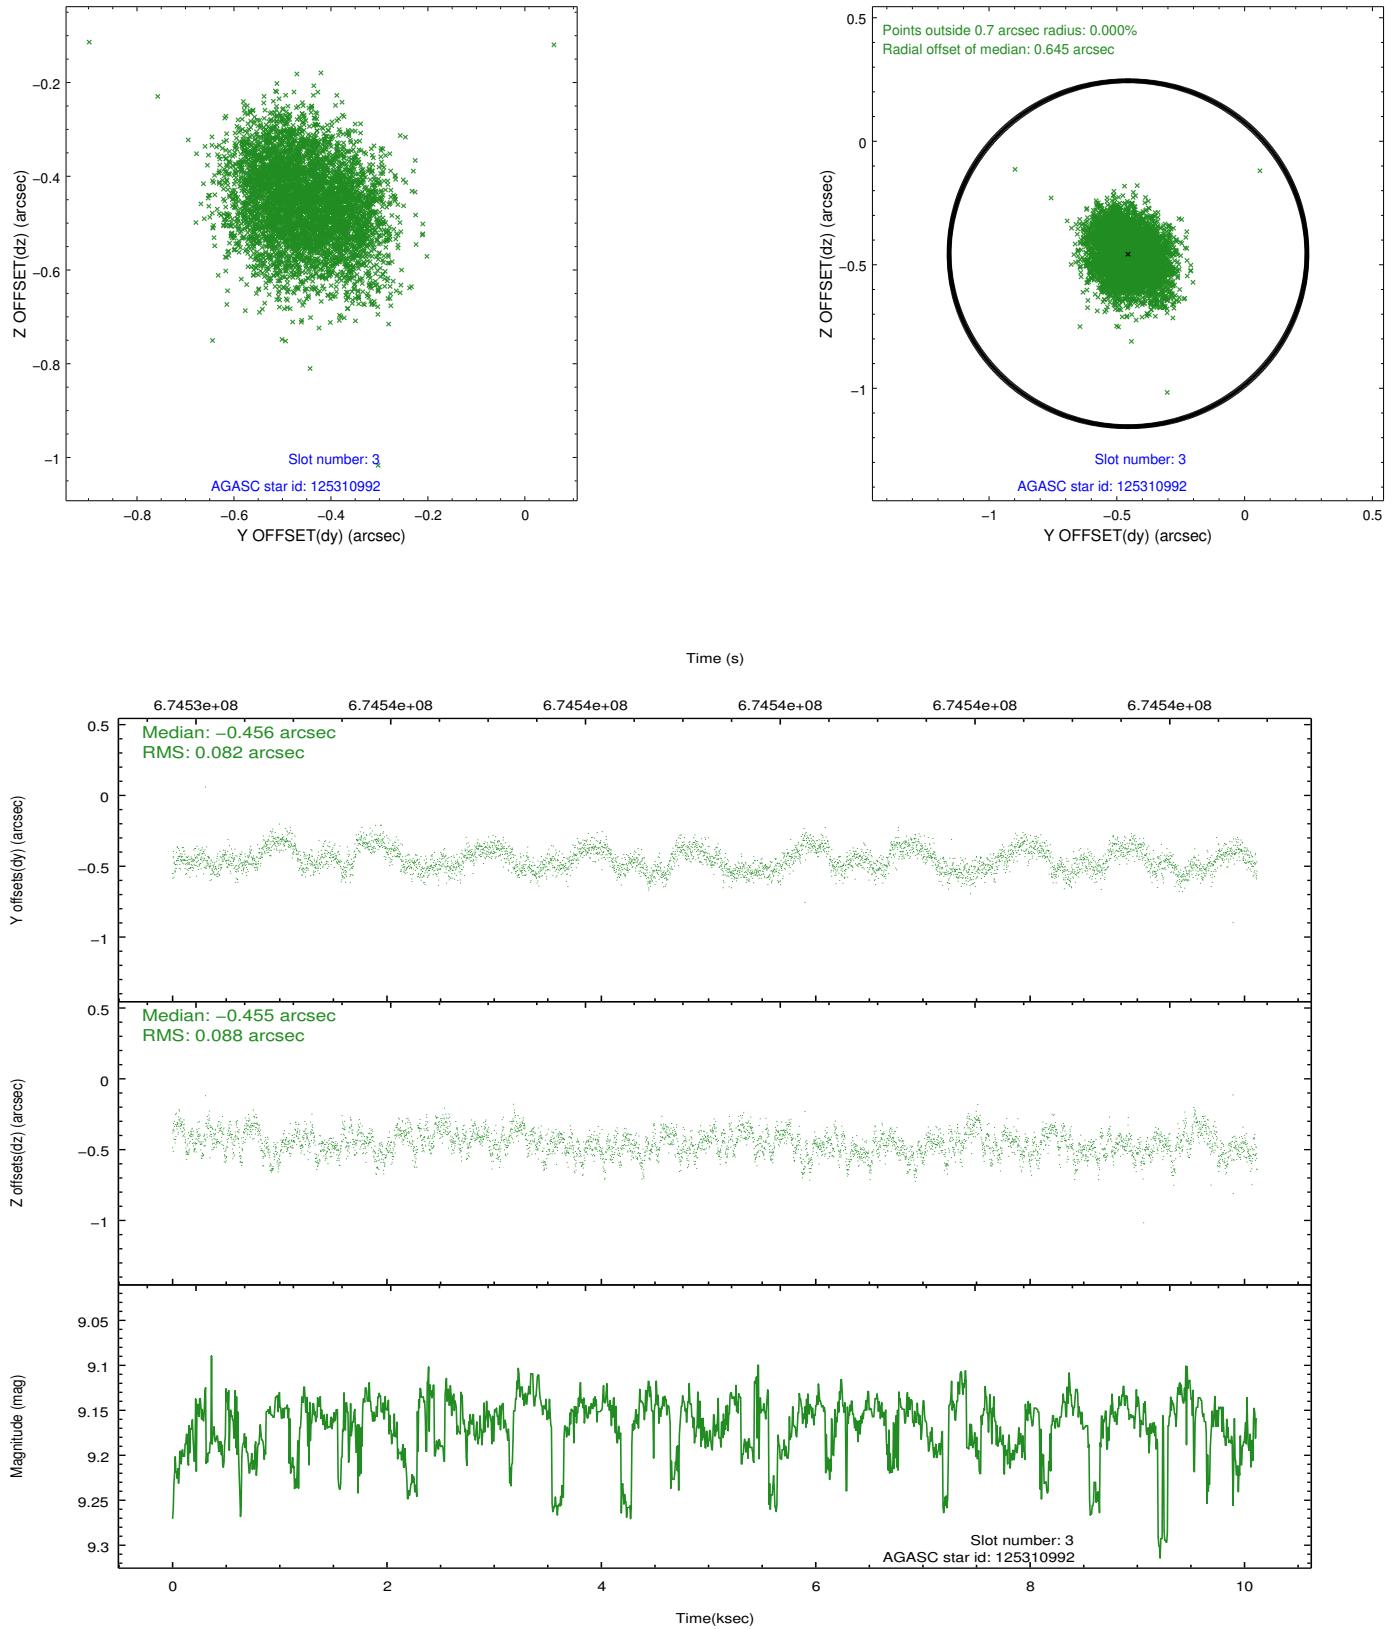 −0.2
−0.4
−0.6
−0.8
−1
Z OFFSET(dz) (arcsec)
Slot number: 3
AGASC star id: 125310992
−0.8
−0.6
−0.4
−0.2
0
Y OFFSET(dy) (arcsec)
0.5
0
−0.5
−1
Z OFFSET(dz) (arcsec)
Points outside 0.7 arcsec radius: 0.000%
Radial offset of median: 0.645 arcsec
Slot number: 3
AGASC star id: 125310992
−1
−0.5
0
0.5
Y OFFSET(dy) (arcsec)
Time (s)
6.7453e+08
6.7454e+08
6.7454e+08
6.7454e+08
6.7454e+08
6.7454e+08
0.5
0
−0.5
−1
Y offsets(dy) (arcsec)
Median: −0.456 arcsec
RMS: 0.082 arcsec
0.5
0
−0.5
−1
Z offsets(dz) (arcsec)
Median: −0.455 arcsec
RMS: 0.088 arcsec
9.05
9.1
9.15
9.2
9.25
9.3
Magnitude (mag)
Slot number: 3
AGASC star id: 125310992
0
2
4
6
8
10
Time(ksec)